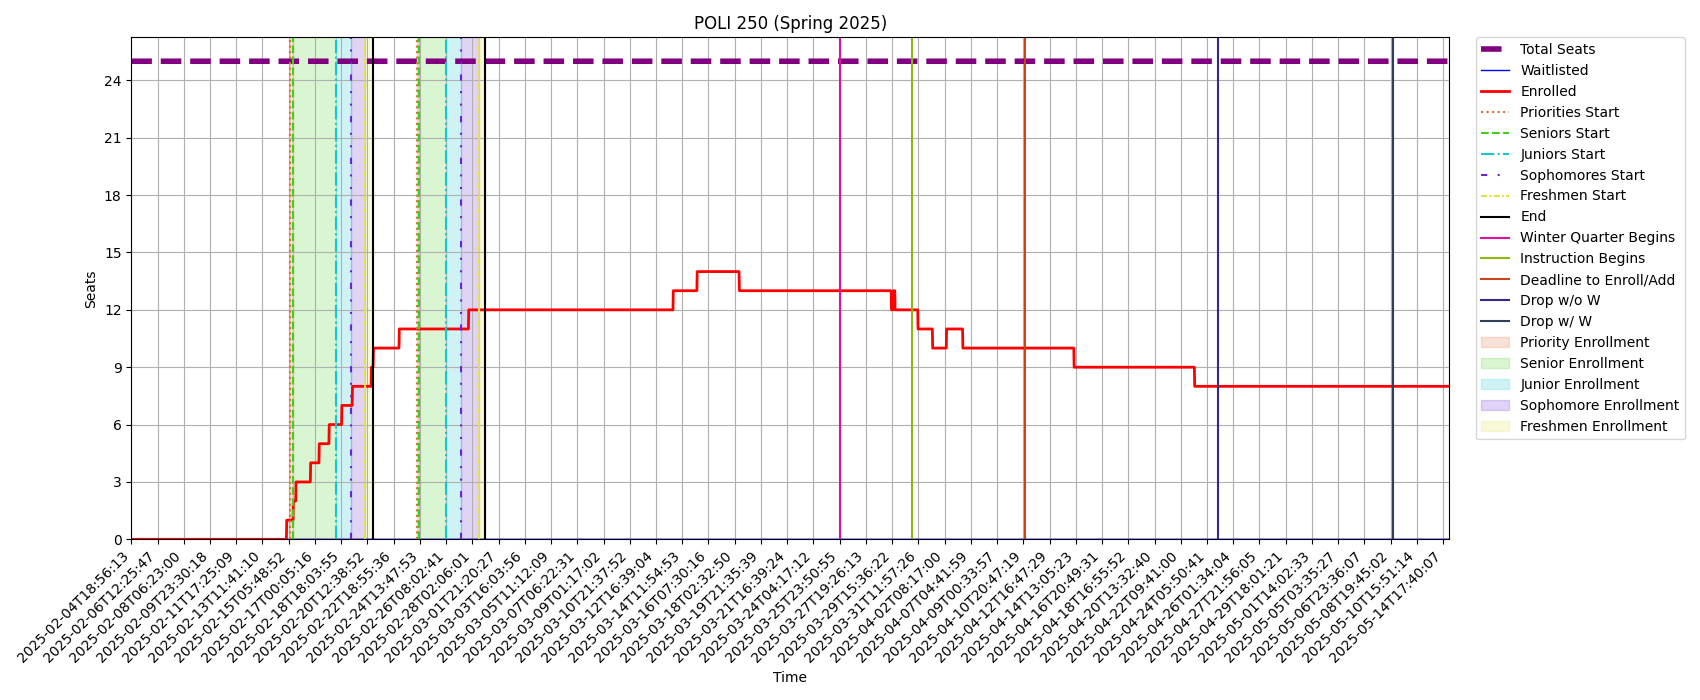 POLI 250 (Spring 2025)
Seats
24
21
18
15
12
9
6
3
0
2025-02-04T18:56:13
2025-02-06T12:25:47
2025-02-08T06:23:00
2025-02-09T23:30:18
2025-02-11T17:25:09
2025-02-13T11:41:10
2025-02-15T05:48:52
2025-02-17T00:05:16
2025-02-18T18:03:55
2025-02-20T12:38:52
2025-02-22T18:55:36
2025-02-24T13:47:53
2025-02-26T08:02:41
2025-02-28T02:06:01
2025-03-01T21:20:27
2025-03-03T16:03:56
2025-03-05T11:12:09
2025-03-07T06:22:31
2025-03-09T01:17:02
2025-03-10T21:37:52
2025-03-12T16:39:04
2025-03-14T11:54:53
2025-03-16T07:30:16
2025-03-18T02:32:50
2025-03-19T21:35:39
2025-03-21T16:39:24
2025-03-24T04:17:12
2025-03-25T23:50:55
2025-03-27T19:26:13
2025-03-29T15:36:22
2025-03-31T11:57:26
2025-04-02T08:17:00
2025-04-07T04:41:59
2025-04-09T00:33:57
2025-04-10T20:47:19
2025-04-12T16:47:29
2025-04-14T13:05:23
2025-04-16T20:49:31
2025-04-18T16:55:52
2025-04-20T13:32:40
2025-04-22T09:41:00
2025-04-24T05:50:41
2025-04-26T01:34:04
2025-04-27T21:56:05
2025-04-29T18:01:21
2025-05-01T14:02:33
2025-05-05T03:35:27
2025-05-06T23:36:07
2025-05-08T19:45:02
2025-05-10T15:51:14
2025-05-14T17:40:07
Time
Total Seats
Waitlisted
Enrolled
Priorities Start
Seniors Start
Juniors Start
Sophomores Start
Freshmen Start
End
Winter Quarter Begins
Instruction Begins
Deadline to Enroll/Add
Drop w/o W
Drop w/ W
Priority Enrollment
Senior Enrollment
Junior Enrollment
Sophomore Enrollment
Freshmen Enrollment